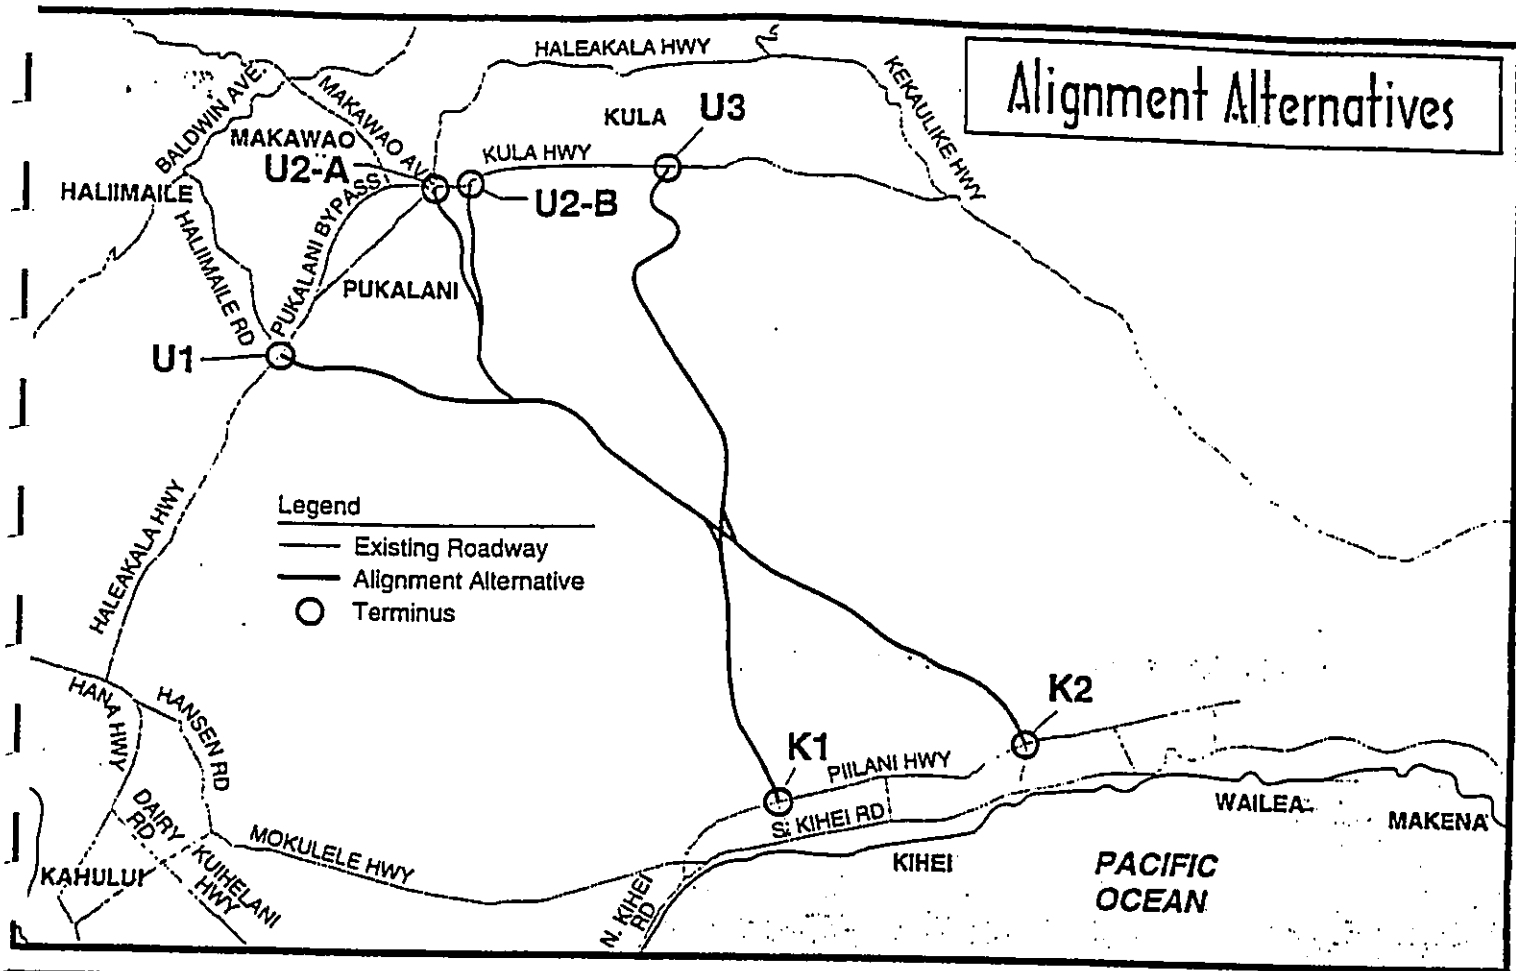 Alignment Alternatives
HALEAKALA HWY
KEKAULIKE HWY
BALDWIN AVE.
MAKAWAO AVE
MAKAWAO
KULA
U3
KULA HWY
U2-A
U2-B
HALIIMAILE
HALIIMAILE RD
PUKALANI BYPASS
PUKALANI
U1
HALEAKALA HWY
Legend
Existing Roadway
Alignment Alternative
Terminus
HANA HWY
HANSEN RD
K2
K1
PIILANI HWY
S. KIHEI RD
DAIRY
RD
MOKULELE HWY
KUIHELANI
HWY
KAHULUI
N. KIHEI
RD
KIHEI
WAILEA
MAKENA
PACIFIC
OCEAN